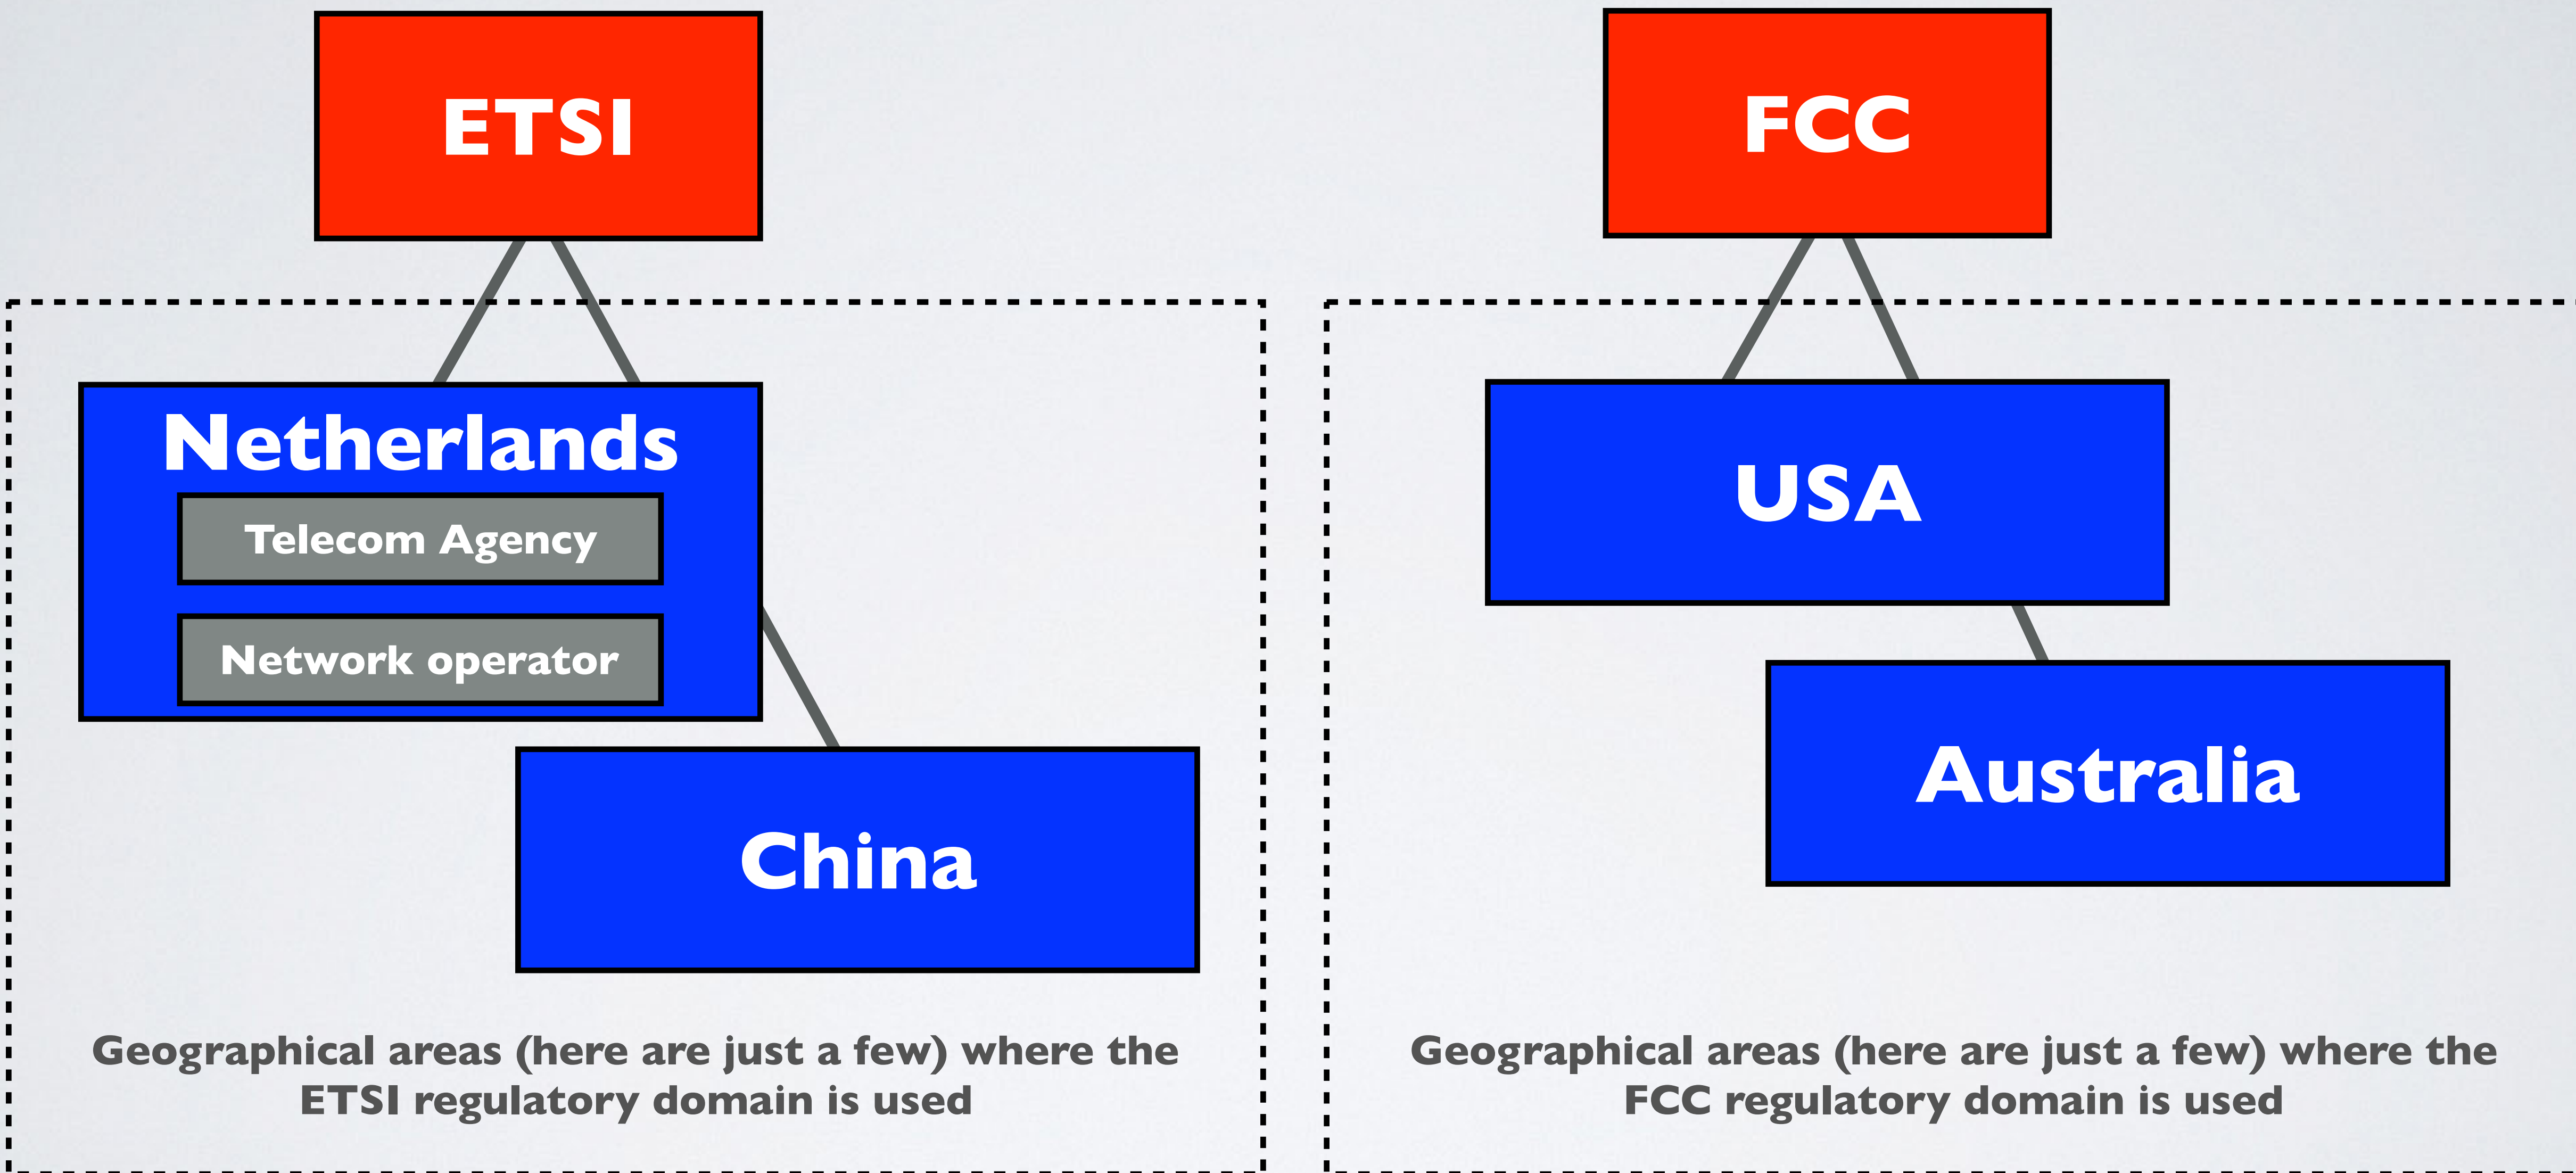 ETSI
Netherlands
Telecom Agency
Network operator
China
Geographical areas (here are just a few) where the
ETSI regulatory domain is used
FCC
USA
Australia
Geographical areas (here are just a few) where the
FCC regulatory domain is used